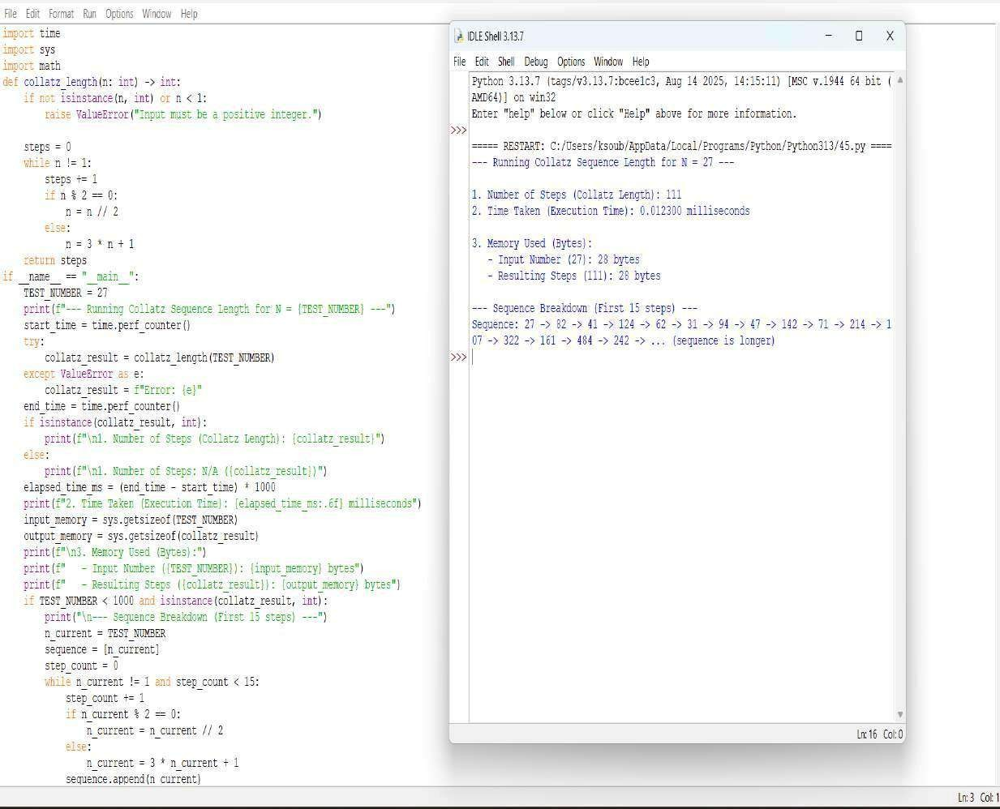 File Edit Format Run Options Window Help
import time
import sys
import math
def collatz_length(n: int) -> int:
    if not isinstance(n, int) or n < 1:
        raise ValueError("Input must be a positive integer.")

    steps = 0
    while n != 1:
        steps += 1
        if n % 2 == 0:
            n = n // 2
        else:
            n = 3 * n + 1
    return steps
if __name__ == "__main__":
    TEST_NUMBER = 27
    print(f"--- Running Collatz Sequence Length for N = {TEST_NUMBER} ---")
    start_time = time.perf_counter()
    try:
        collatz_result = collatz_length(TEST_NUMBER)
    except ValueError as e:
        collatz_result = f"Error: {e}"
    end_time = time.perf_counter()
    if isinstance(collatz_result, int):
        print(f"\n1. Number of Steps (Collatz Length): {collatz_result}")
    else:
        print(f"\n1. Number of Steps: N/A ({collatz_result})")
    elapsed_time_ms = (end_time - start_time) * 1000
    print(f"2. Time Taken (Execution Time): {elapsed_time_ms:.6f} milliseconds")
    input_memory = sys.getsizeof(TEST_NUMBER)
    output_memory = sys.getsizeof(collatz_result)
    print(f"\n3. Memory Used (Bytes):")
    print(f"   - Input Number ({TEST_NUMBER}): {input_memory} bytes")
    print(f"   - Resulting Steps ({collatz_result}): {output_memory} bytes")
    if TEST_NUMBER < 1000 and isinstance(collatz_result, int):
        print("\n--- Sequence Breakdown (First 15 steps) ---")
        n_current = TEST_NUMBER
        sequence = [n_current]
        step_count = 0
        while n_current != 1 and step_count < 15:
            step_count += 1
            if n_current % 2 == 0:
                n_current = n_current // 2
            else:
                n_current = 3 * n_current + 1
            sequence.append(n_current)
Ln: 3 Col: 1
IDLE Shell 3.13.7
File Edit Shell Debug Options Window Help
Python 3.13.7 (tags/v3.13.7:bcee1c3, Aug 14 2025, 14:15:11) [MSC v.1944 64 bit (
AMD64)] on win32
Enter "help" below or click "Help" above for more information.
>>>
===== RESTART: C:/Users/ksoub/AppData/Local/Programs/Python/Python313/45.py ====
--- Running Collatz Sequence Length for N = 27 ---

1. Number of Steps (Collatz Length): 111
2. Time Taken (Execution Time): 0.012300 milliseconds

3. Memory Used (Bytes):
   - Input Number (27): 28 bytes
   - Resulting Steps (111): 28 bytes

--- Sequence Breakdown (First 15 steps) ---
Sequence: 27 -> 82 -> 41 -> 124 -> 62 -> 31 -> 94 -> 47 -> 142 -> 71 -> 214 -> 1
07 -> 322 -> 161 -> 484 -> 242 -> ... (sequence is longer)
>>>
Ln: 16 Col: 0